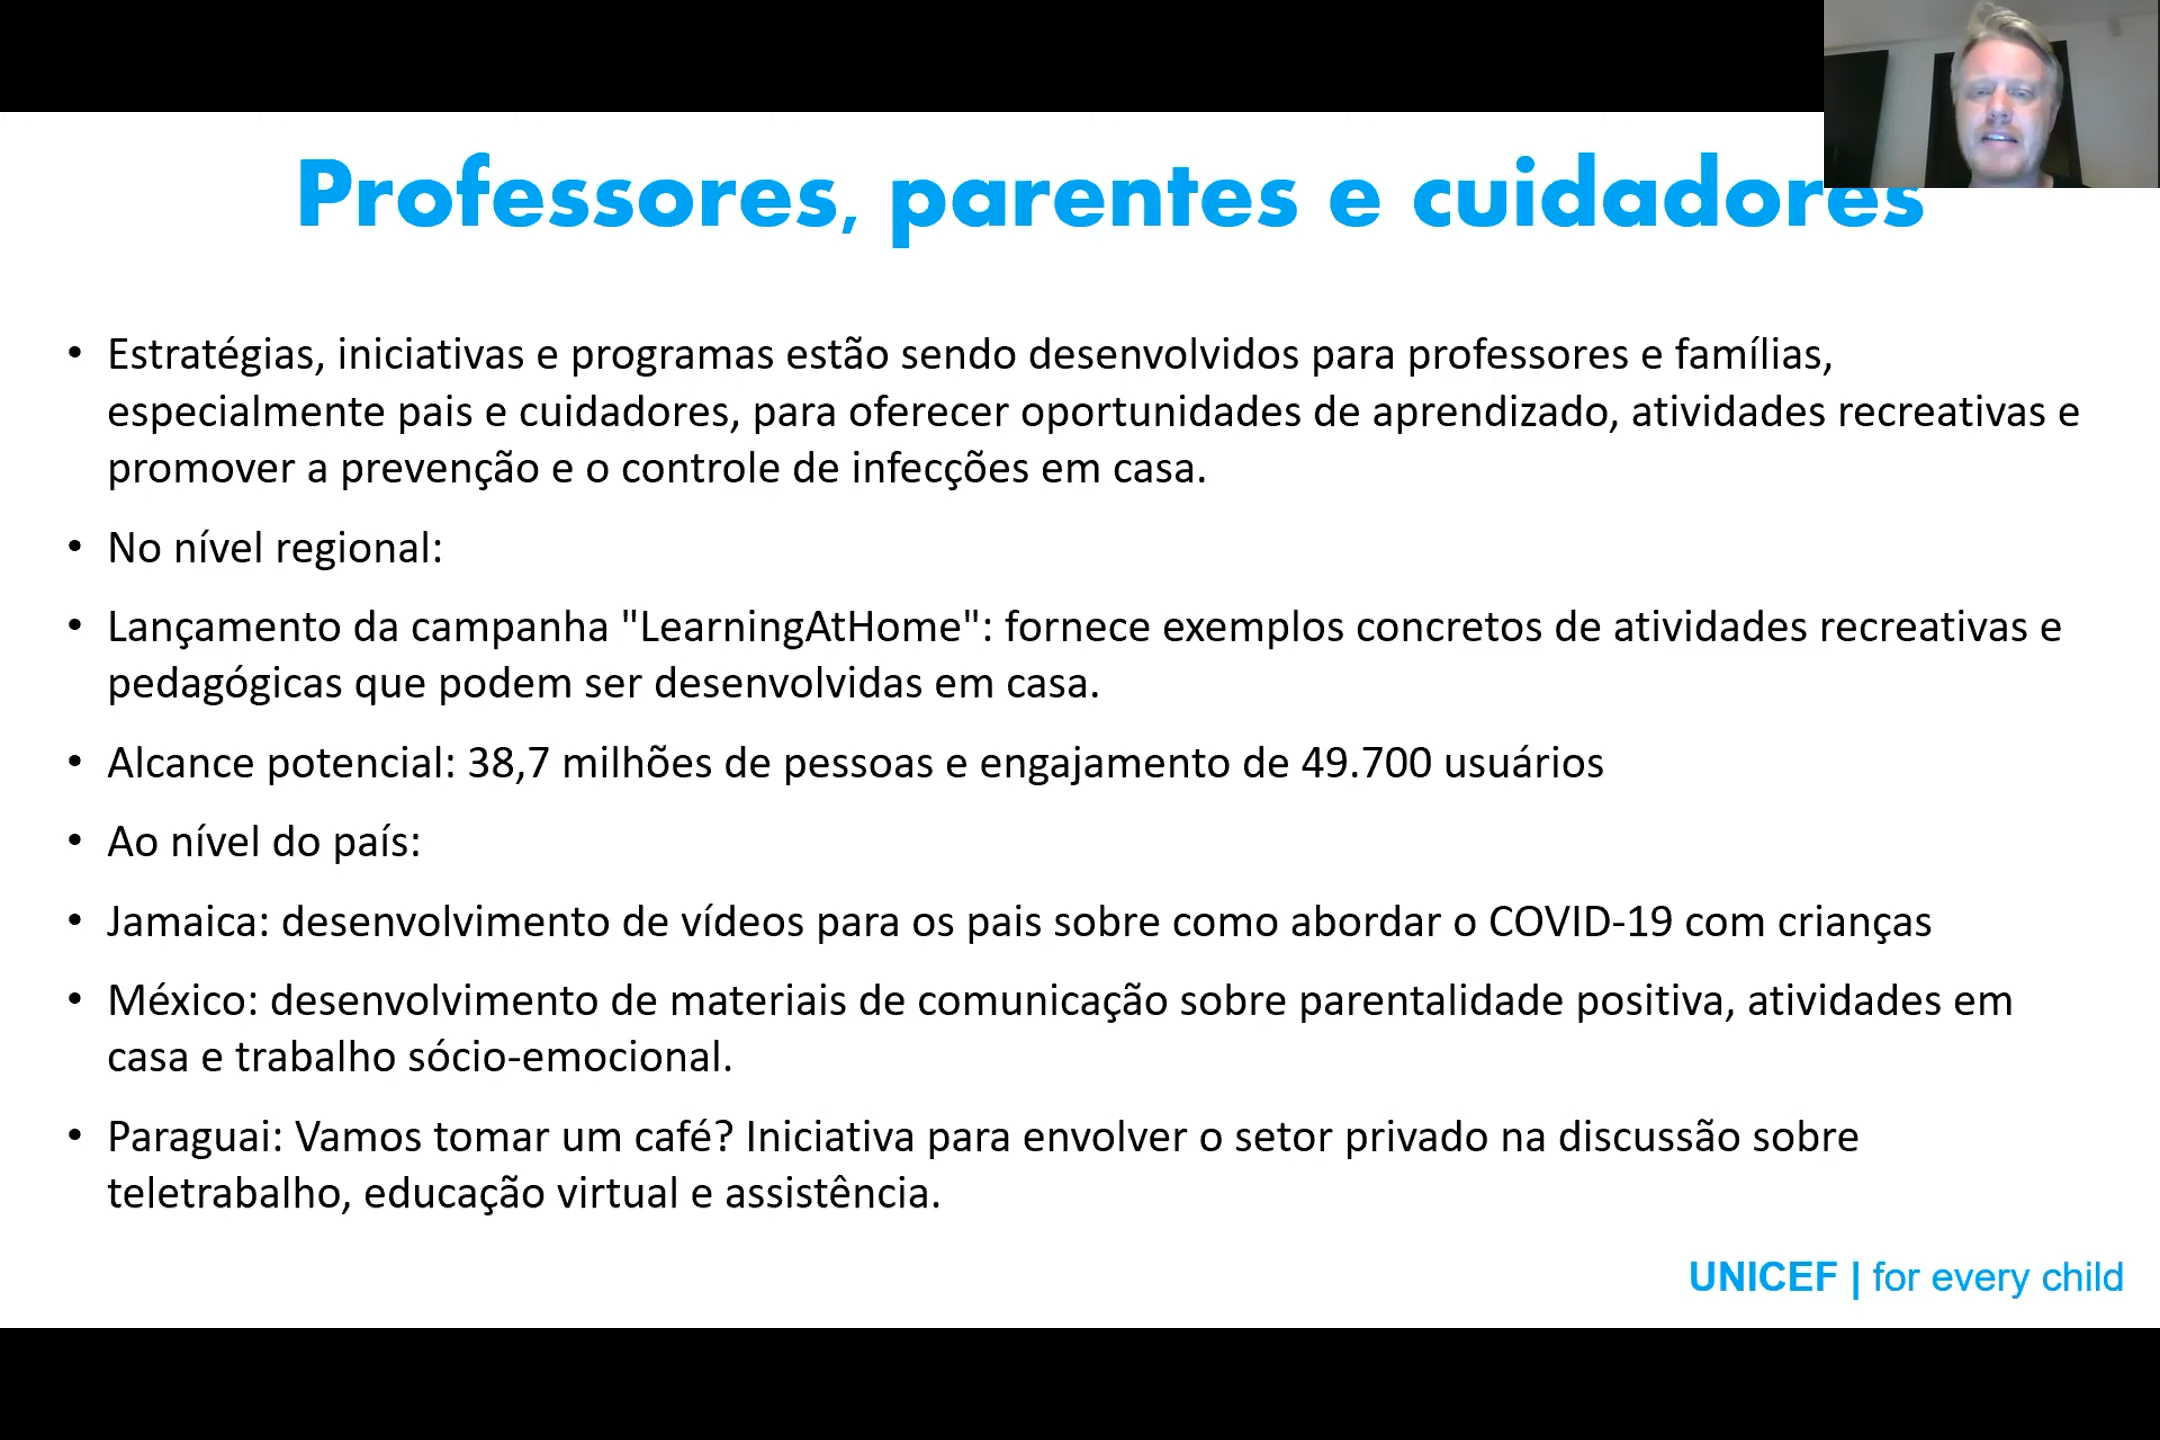 Professores, parentes e cuidadores
• Estratégias, iniciativas e programas estão sendo desenvolvidos para professores e famílias,
especialmente pais e cuidadores, para oferecer oportunidades de aprendizado, atividades recreativas e
promover a prevenção e o controle de infecções em casa.
• No nível regional:
• Lançamento da campanha "LearningAtHome": fornece exemplos concretos de atividades recreativas e
pedagógicas que podem ser desenvolvidas em casa.
• Alcance potencial: 38,7 milhões de pessoas e engajamento de 49.700 usuários
• Ao nível do país:
• Jamaica: desenvolvimento de vídeos para os pais sobre como abordar o COVID-19 com crianças
• México: desenvolvimento de materiais de comunicação sobre parentalidade positiva, atividades em
casa e trabalho sócio-emocional.
• Paraguai: Vamos tomar um café? Iniciativa para envolver o setor privado na discussão sobre
teletrabalho, educação virtual e assistência.
UNICEF | for every child